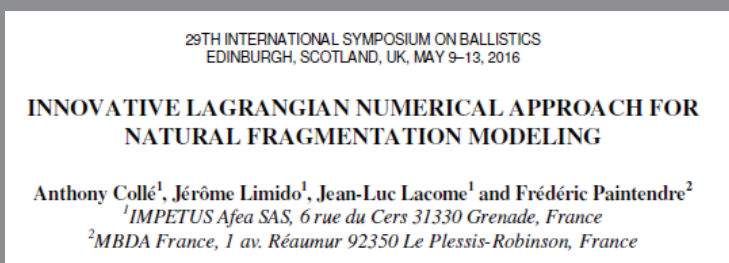 29TH INTERNATIONAL SYMPOSIUM ON BALLISTICS
EDINBURGH, SCOTLAND, UK, MAY 9–13, 2016
INNOVATIVE LAGRANGIAN NUMERICAL APPROACH FOR
NATURAL FRAGMENTATION MODELING
Anthony Collé1, Jérôme Limido1, Jean-Luc Lacome1 and Frédéric Paintendre2
1IMPETUS Afea SAS, 6 rue du Cers 31330 Grenade, France
2MBDA France, 1 av. Réaumur 92350 Le Plessis-Robinson, France